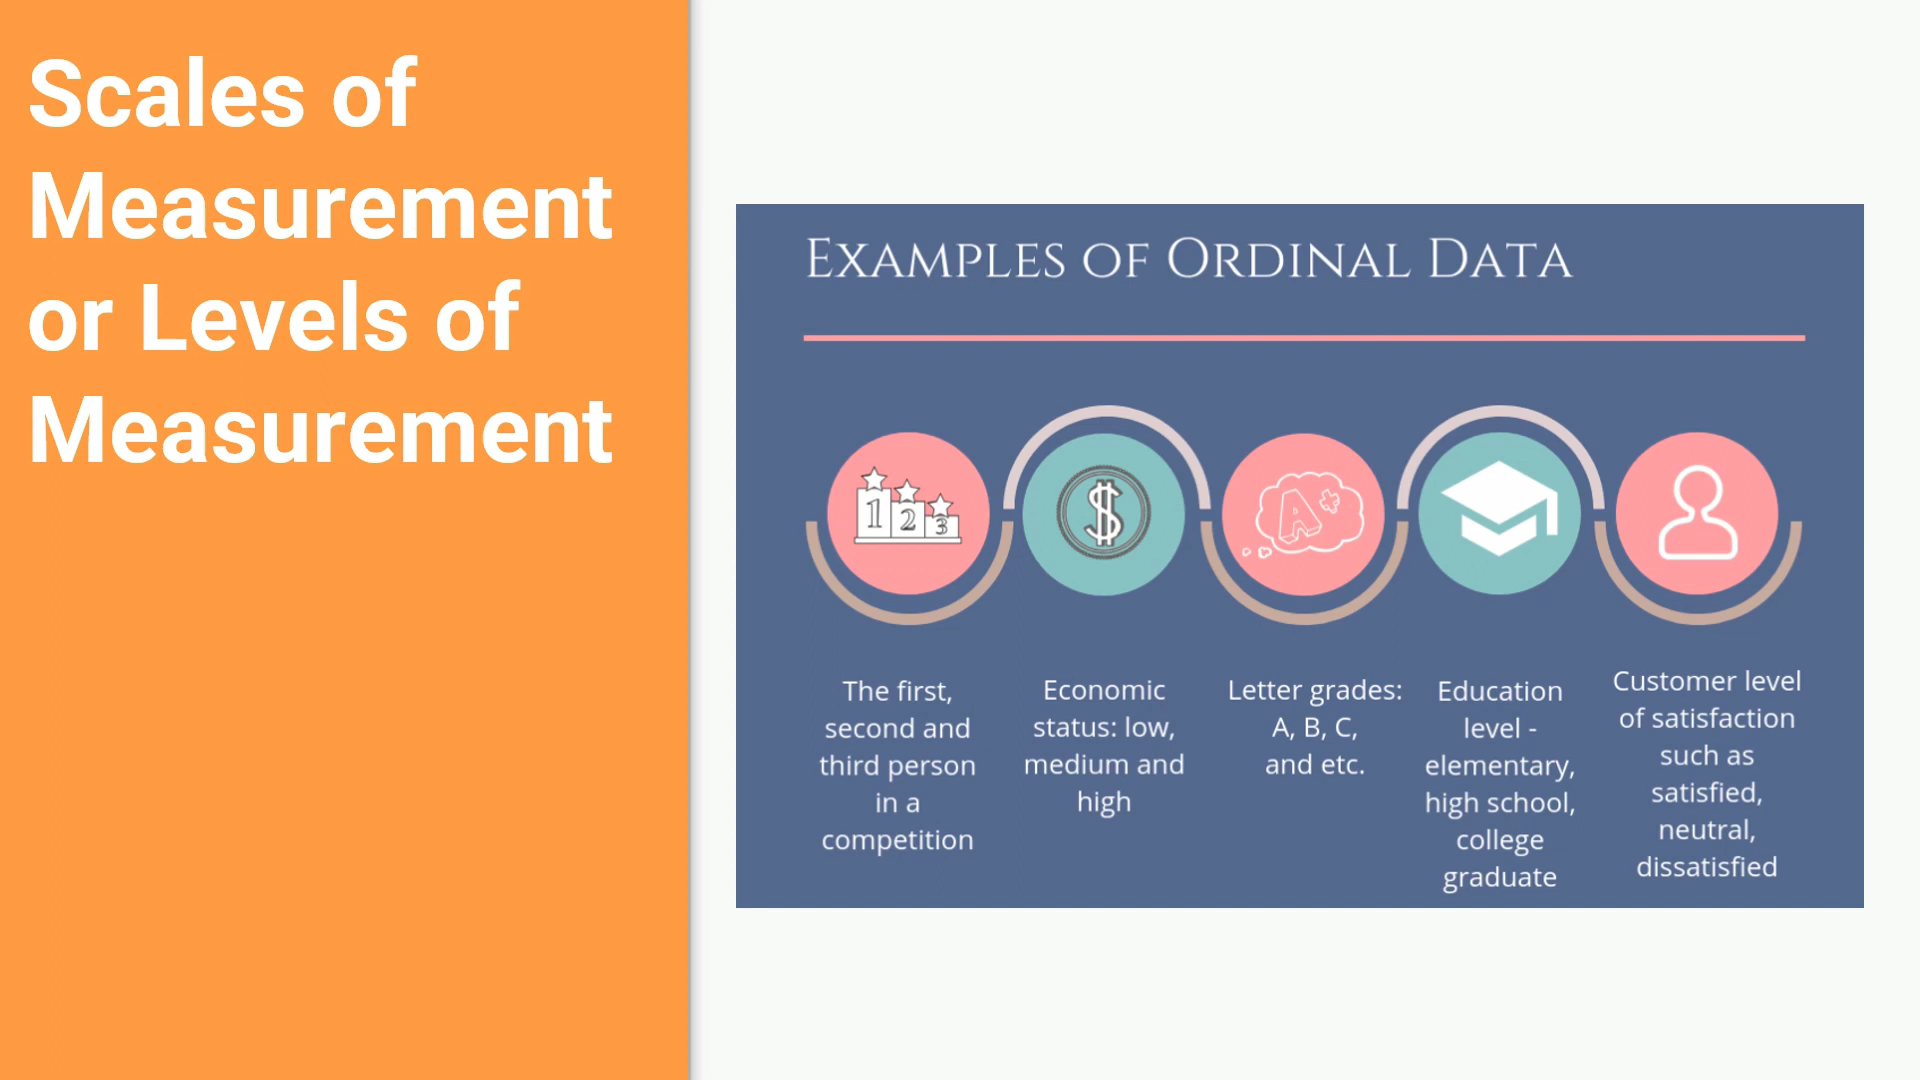 Scales of
Measurement
or Levels of
Measurement
Examples of Ordinal Data
1 2 3
$
A+
The first,
second and
third person
in a
competition
Economic
status: low,
medium and
high
Letter grades:
A, B, C,
and etc.
Education
level -
elementary,
high school,
college
graduate
Customer level
of satisfaction
such as
satisfied,
neutral,
dissatisfied